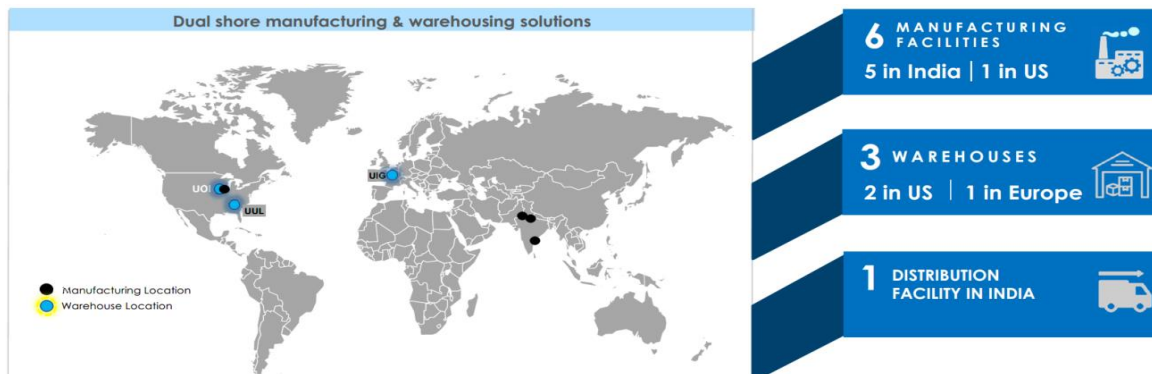 Dual shore manufacturing & warehousing solutions
UOI
UUL
UIG
Manufacturing Location
Warehouse Location
6 MANUFACTURING
FACILITIES
5 in India | 1 in US
3 WAREHOUSES
2 in US | 1 in Europe
1 DISTRIBUTION
FACILITY IN INDIA